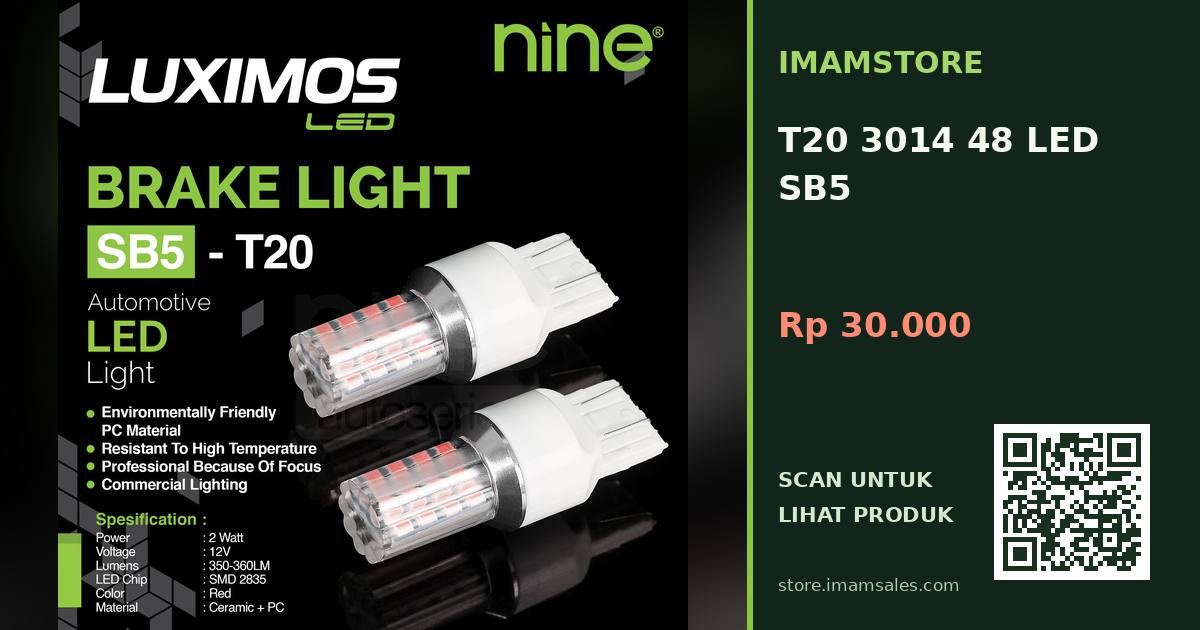 nine®
LUXIMOS
LED
BRAKE LIGHT
SB5 - T20
Automotive
LED
Light
Environmentally Friendly
PC Material
Resistant To High Temperature
Professional Because Of Focus
Commercial Lighting
Spesification :
Power : 2 Watt
Voltage : 12V
Lumens : 350-360LM
LED Chip : SMD 2835
Color : Red
Material : Ceramic + PC
IMAMSTORE
T20 3014 48 LED
SB5
Rp 30.000
SCAN UNTUK
LIHAT PRODUK
store.imamsales.com